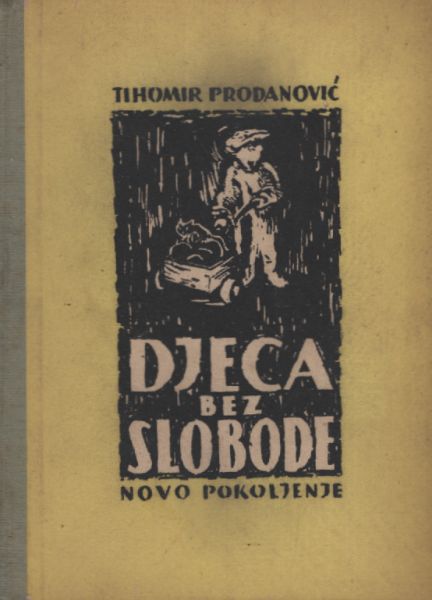 TIHOMIR PRODANOVIĆ
DJECA
BEZ
SLOBODE
NOVO POKOLJENJE